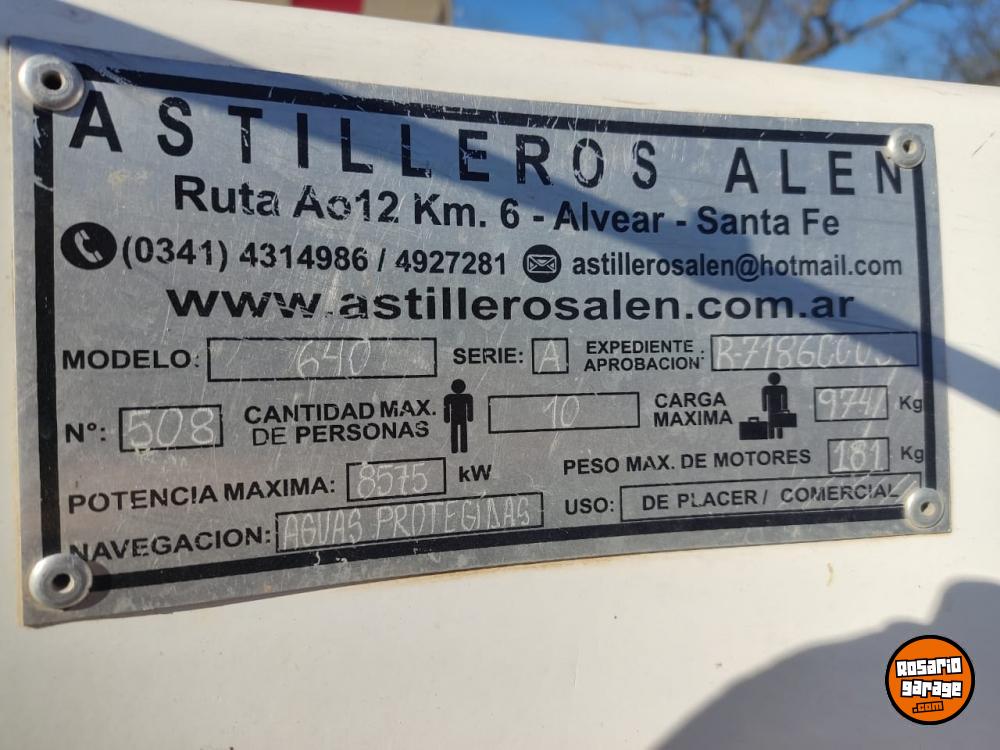 ASTILLEROS ALEN
Ruta Ao12 Km. 6 - Alvear - Santa Fe
(0341) 4314986 / 4927281 astillerosalen@hotmail.com
www.astillerosalen.com.ar
MODELO: 640 SERIE: A EXPEDIENTE APROBACION:
Nº: 508 CANTIDAD MAX. DE PERSONAS 10 CARGA MAXIMA 974 Kg
POTENCIA MAXIMA: 8575 kW PESO MAX. DE MOTORES 181 Kg
NAVEGACION: AGUAS PROTEGIDAS USO: DE PLACER / COMERCIAL
Rosario
garage
.com